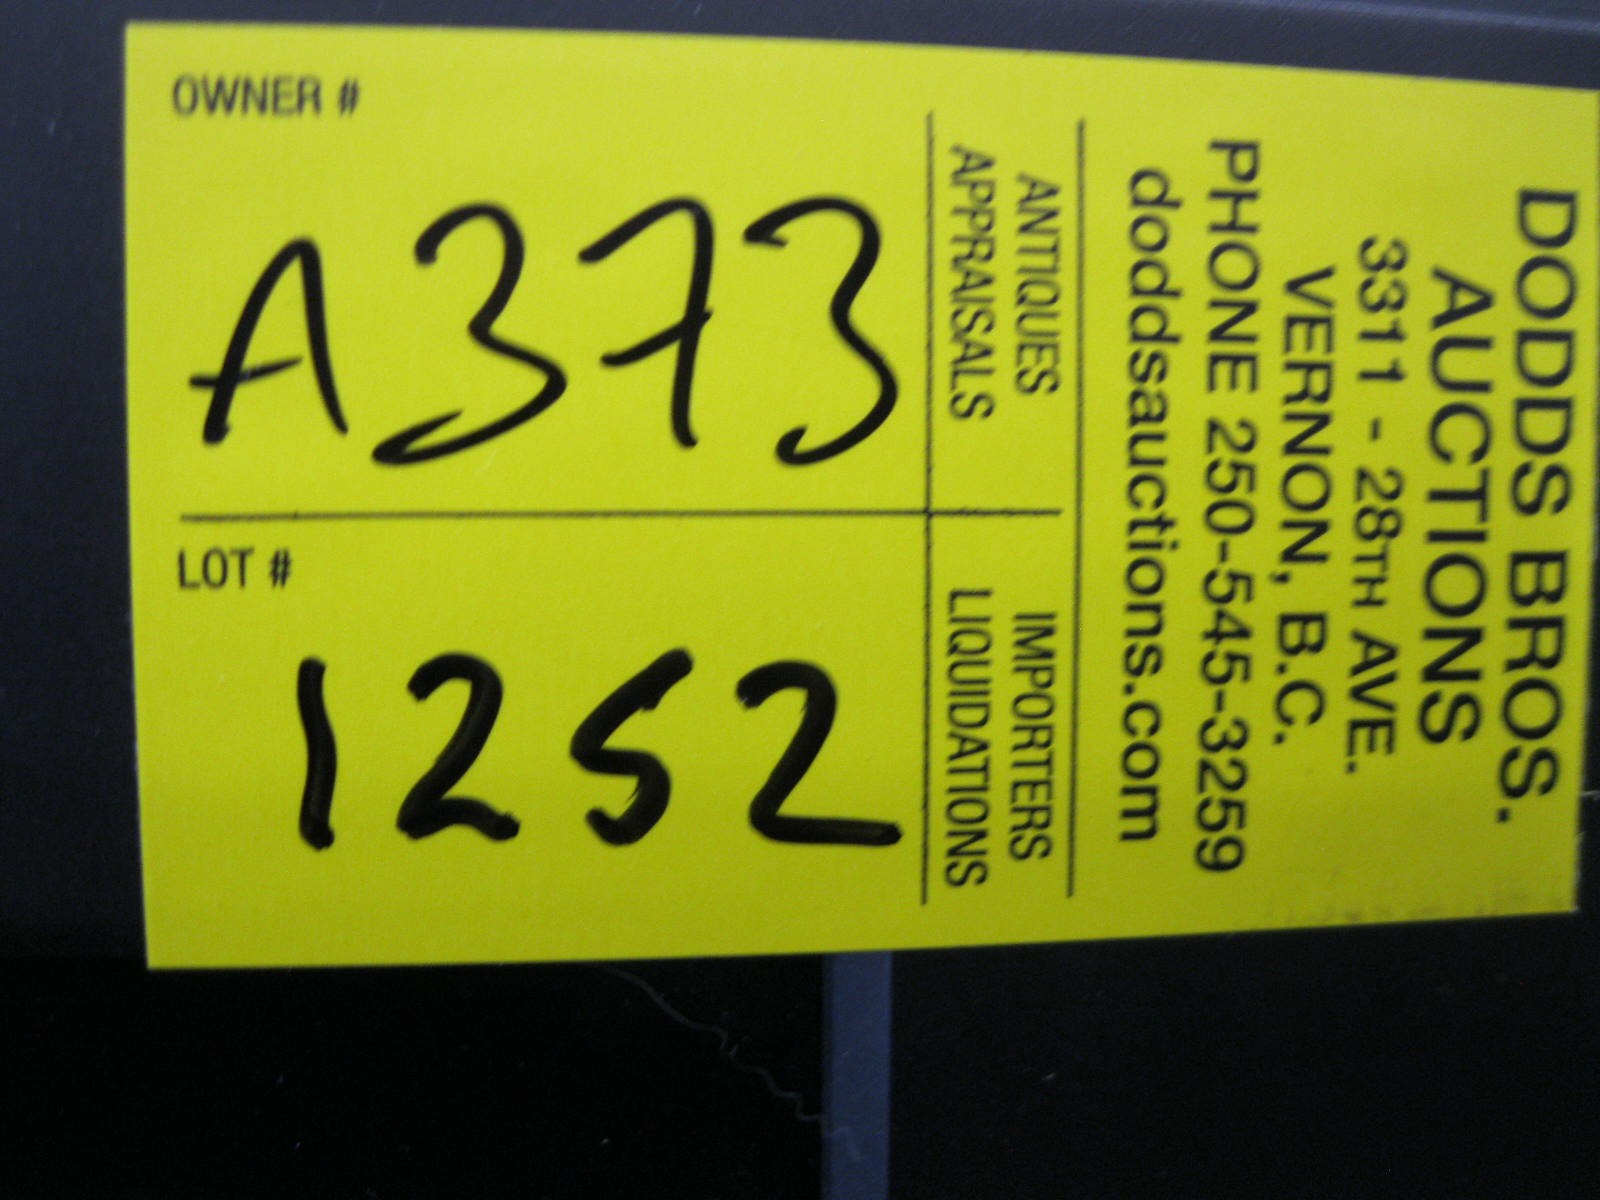 OWNER #
A373
LOT #
1252
ANTIQUES
APPRAISALS
IMPORTERS
LIQUIDATIONS
DODDS BROS.
AUCTIONS
3311 - 28TH AVE.
VERNON, B.C.
PHONE 250-545-3259
doddsauctions.com